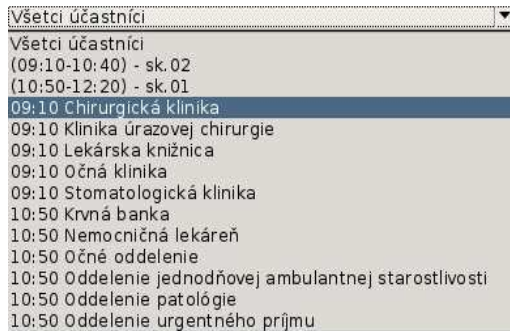 Všetci účastníci
Všetci účastníci
(09:10-10:40) - sk.02
(10:50-12:20) - sk.01
09:10 Chirurgická klinika
09:10 Klinika úrazovej chirurgie
09:10 Lekárska knižnica
09:10 Očná klinika
09:10 Stomatologická klinika
10:50 Krvná banka
10:50 Nemocničná lekáreň
10:50 Očné oddelenie
10:50 Oddelenie jednodňovej ambulantnej starostlivosti
10:50 Oddelenie patológie
10:50 Oddelenie urgentného príjmu